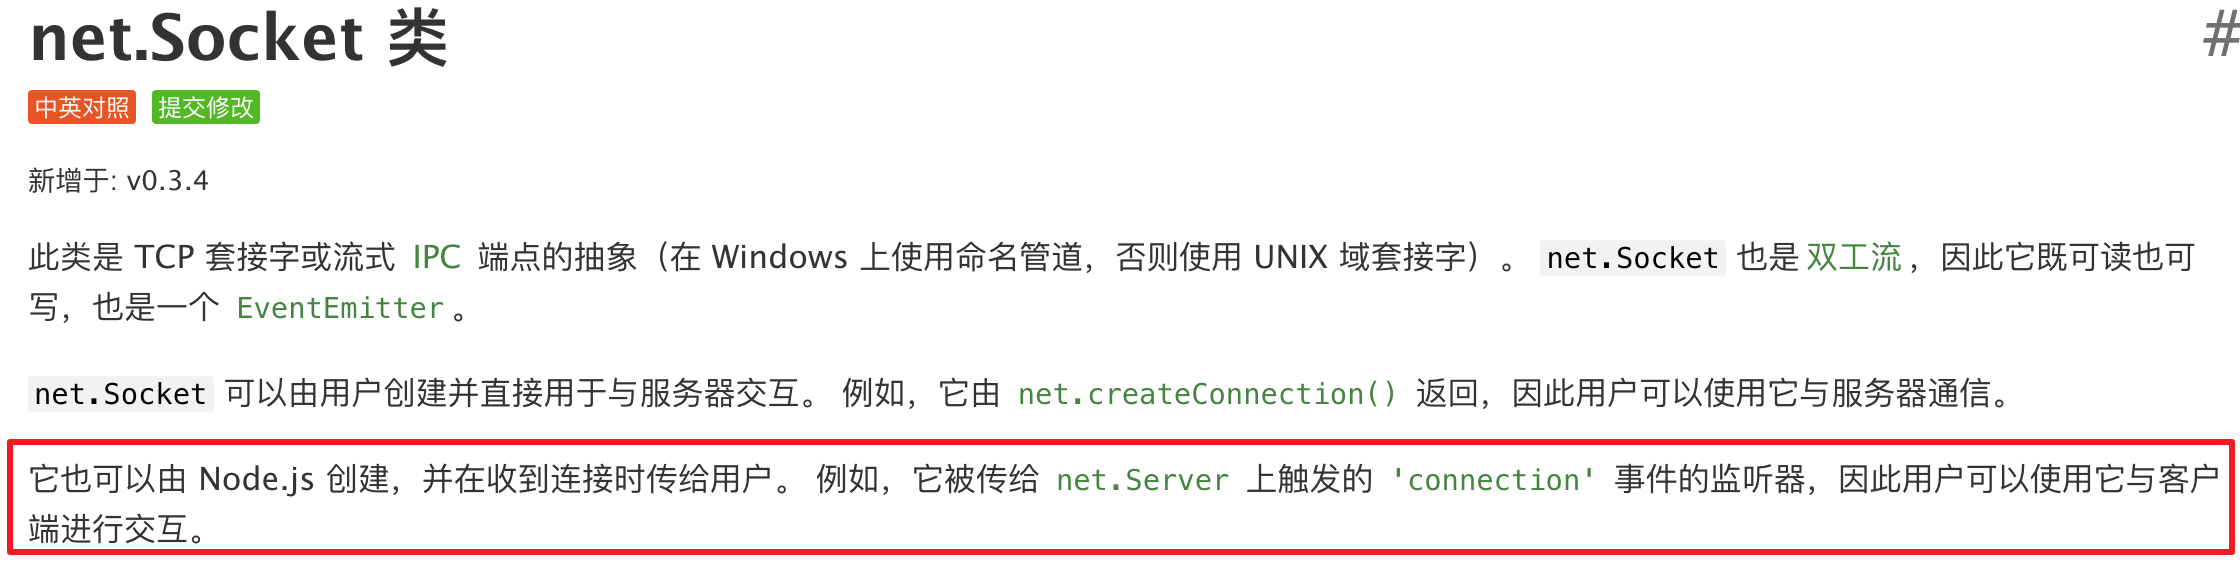 net.Socket 类 #
中英对照 提交修改
新增于: v0.3.4
此类是 TCP 套接字或流式 IPC 端点的抽象（在 Windows 上使用命名管道，否则使用 UNIX 域套接字）。 net.Socket 也是双工流，因此它既可读也可
写，也是一个 EventEmitter。
net.Socket 可以由用户创建并直接用于与服务器交互。 例如，它由 net.createConnection() 返回，因此用户可以使用它与服务器通信。
它也可以由 Node.js 创建，并在收到连接时传给用户。 例如，它被传给 net.Server 上触发的 'connection' 事件的监听器，因此用户可以使用它与客户
端进行交互。